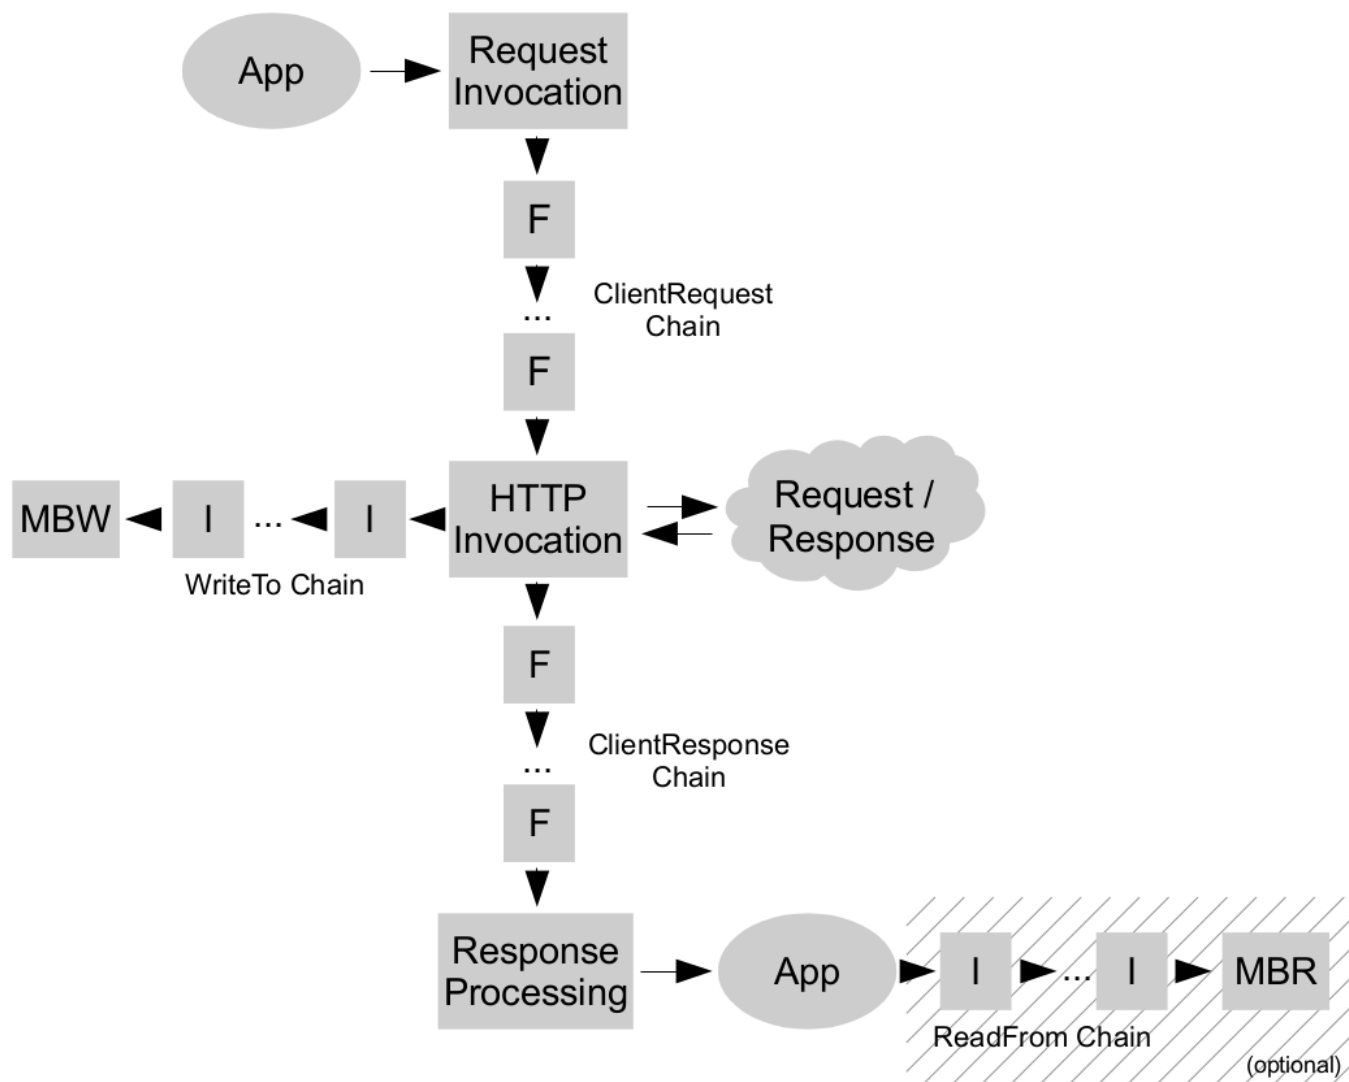 App
Request
Invocation
F
...
ClientRequest
Chain
F
MBW
I
...
I
HTTP
Invocation
Request /
Response
WriteTo Chain
F
...
ClientResponse
Chain
F
Response
Processing
App
I
...
I
MBR
ReadFrom Chain
(optional)